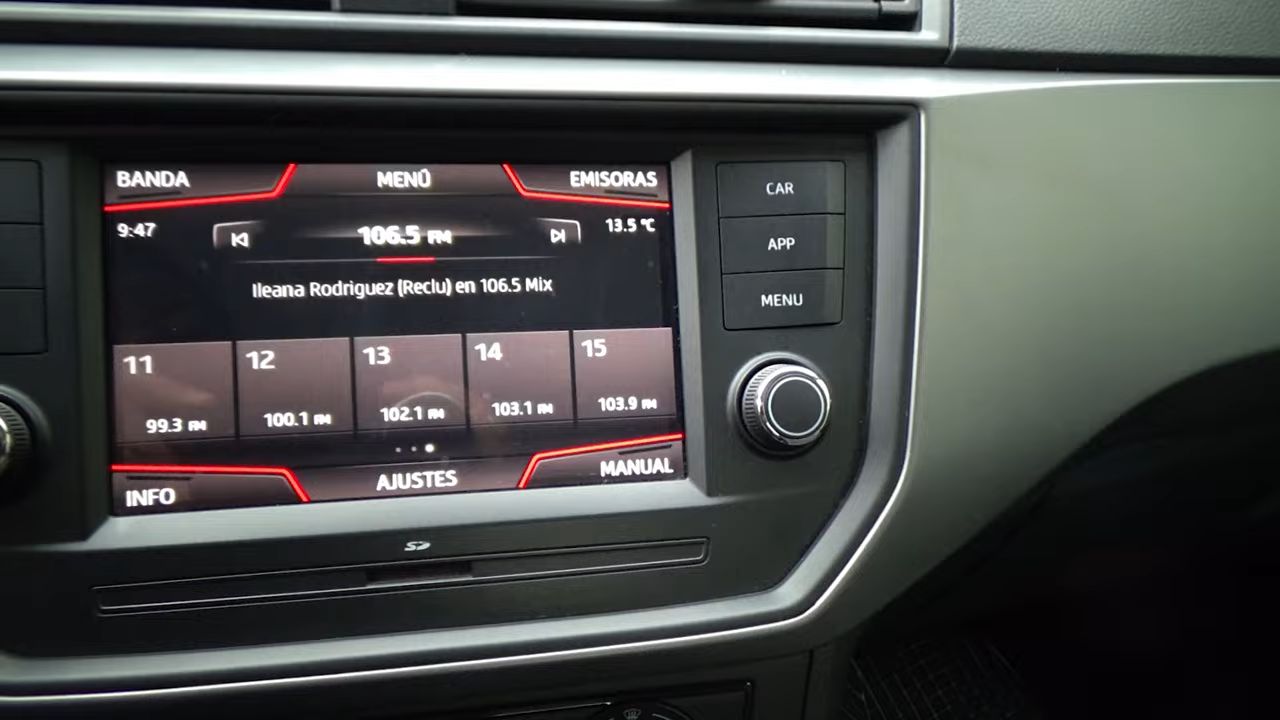 BANDA MENÚ EMISORAS
9:47 106.5 FM 13.5 °C
Ileana Rodriguez (Reclu) en 106.5 Mix
11 12 13 14 15
99.3 FM 100.1 FM 102.1 FM 103.1 FM 103.9 FM
INFO AJUSTES MANUAL
CAR
APP
MENU
SD